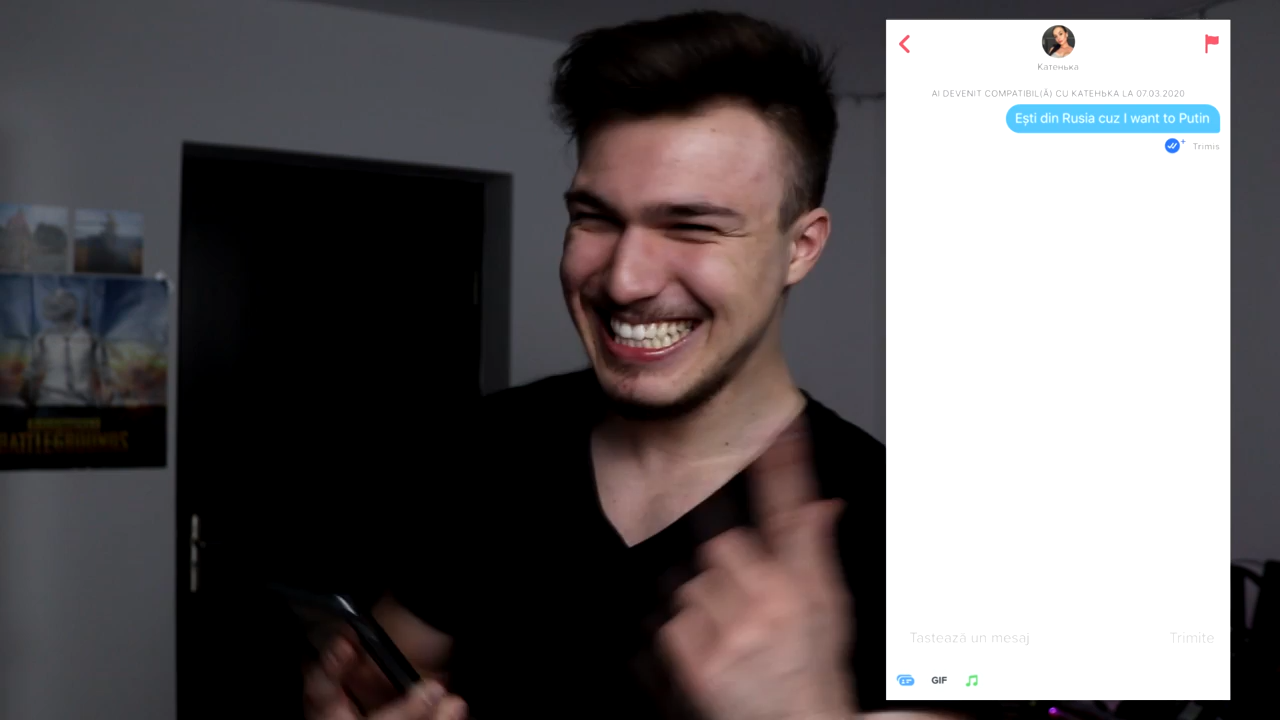 Катенька
AI DEVENIT COMPATIBIL(Ă) CU КАТЕНЬКА LA 07.03.2020
Ești din Rusia cuz I want to Putin
Trimis
Tastează un mesaj
Trimite
GIF
BATTLEGROUNDS